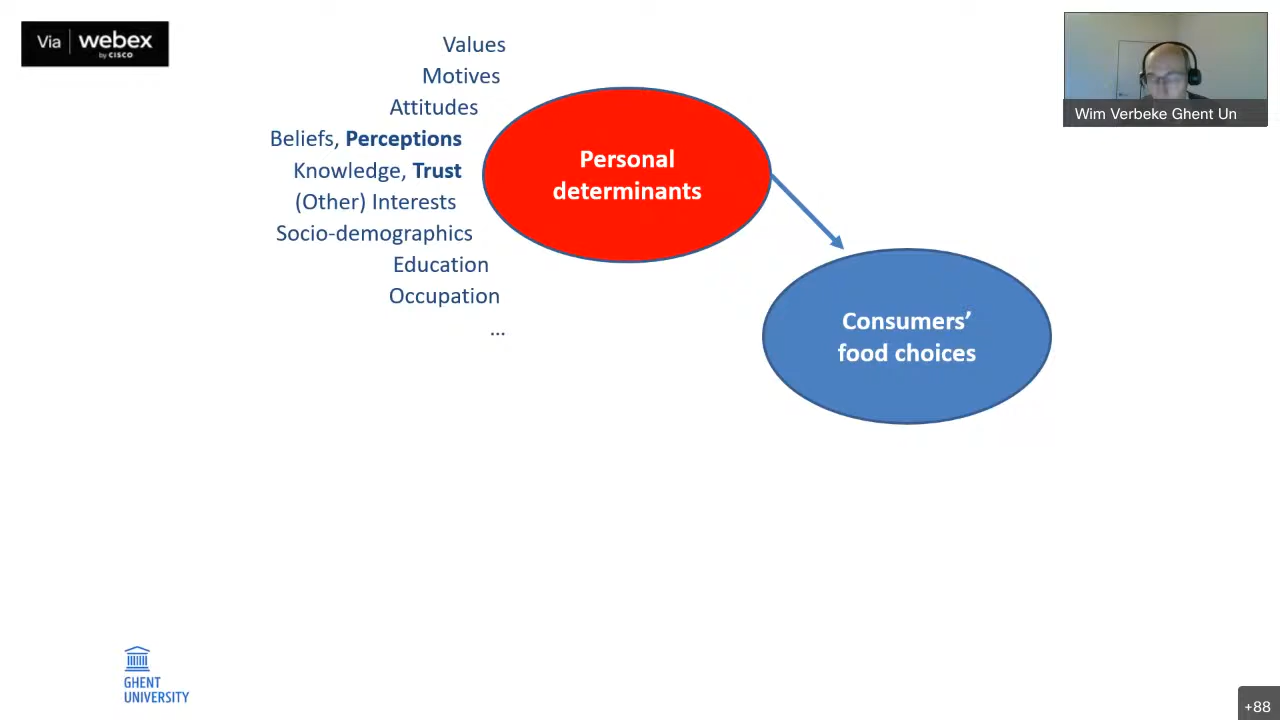 Via webex
by CISCO
Values
Motives
Attitudes
Beliefs, Perceptions
Knowledge, Trust
(Other) Interests
Socio-demographics
Education
Occupation
...
Personal
determinants
Consumers’
food choices
Wim Verbeke Ghent Un
GHENT
UNIVERSITY
+88